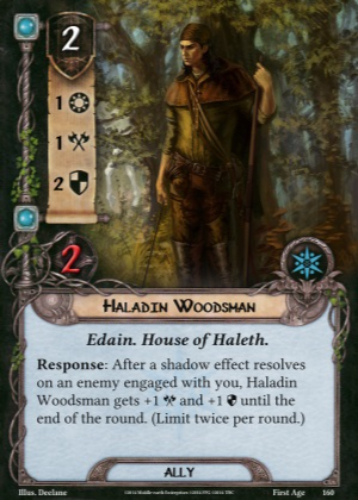 2
1
1
2
2
Haladin Woodsman
Edain. House of Haleth.
Response: After a shadow effect resolves
on an enemy engaged with you, Haladin
Woodsman gets +1 and +1 until the
end of the round. (Limit twice per round.)
ALLY
Illus. Deelane
First Age 160